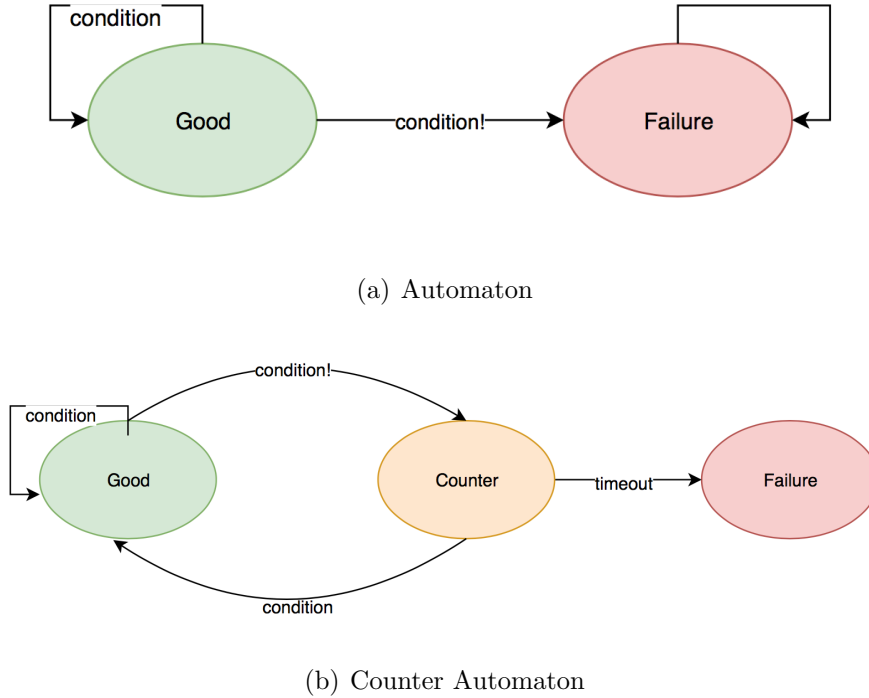 condition
Good
condition!
Failure
(a) Automaton
condition!
condition
Good
Counter
timeout
Failure
condition
(b) Counter Automaton